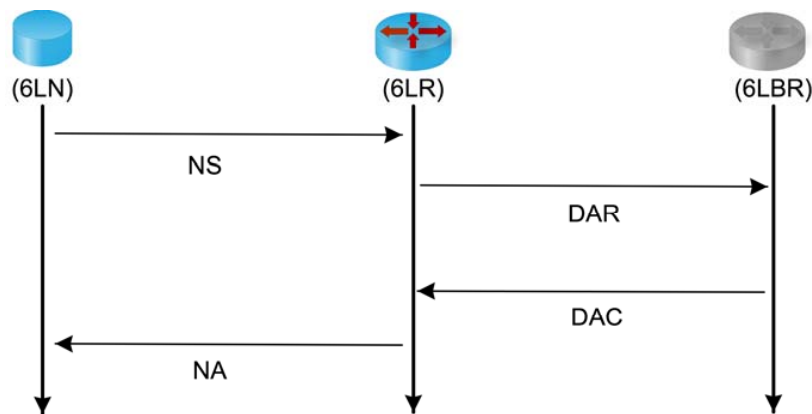 (6LN)
(6LR)
(6LBR)
NS
DAR
DAC
NA